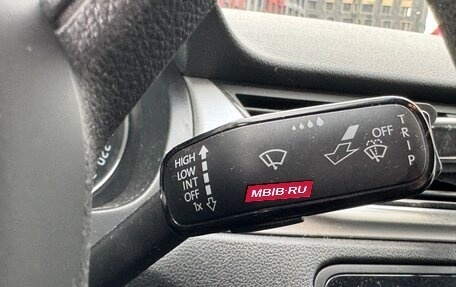 HIGH
LOW
INT
OFF
1x
OFF
TRIP
MBIB·RU